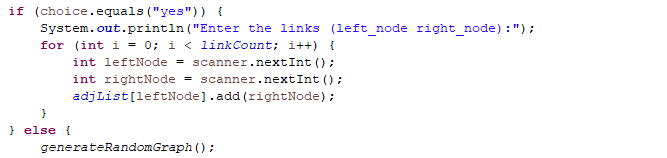 if (choice.equals("yes")) {
    System.out.println("Enter the links (left_node right_node):");
    for (int i = 0; i < linkCount; i++) {
        int leftNode = scanner.nextInt();
        int rightNode = scanner.nextInt();
        adjList[leftNode].add(rightNode);
    }
} else {
    generateRandomGraph();